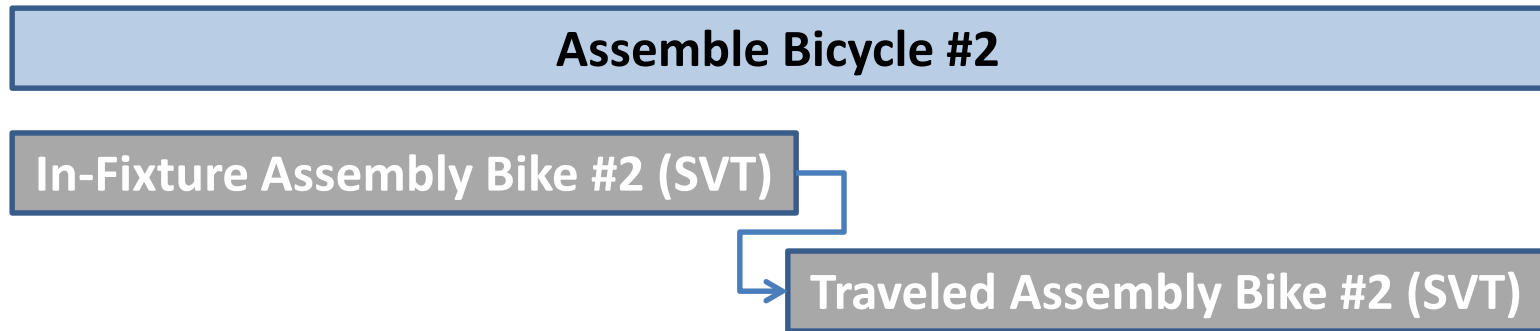 Assemble Bicycle #2
In-Fixture Assembly Bike #2 (SVT)
Traveled Assembly Bike #2 (SVT)